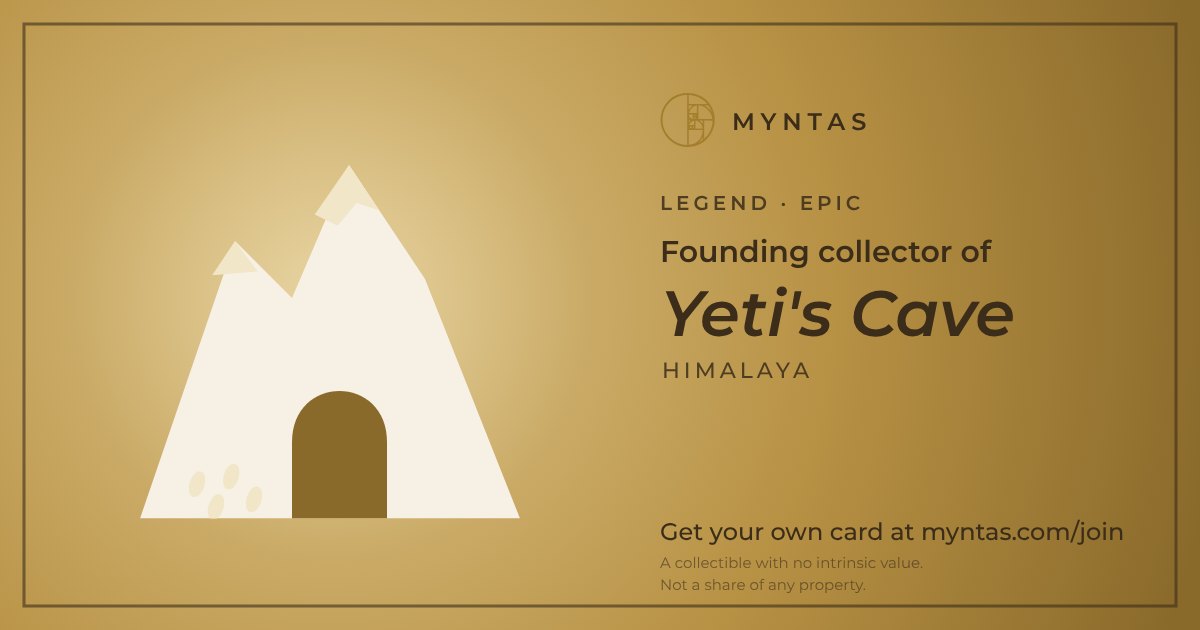 MYNTAS
LEGEND · EPIC
Founding collector of
Yeti's Cave
HIMALAYA
Get your own card at myntas.com/join
A collectible with no intrinsic value.
Not a share of any property.